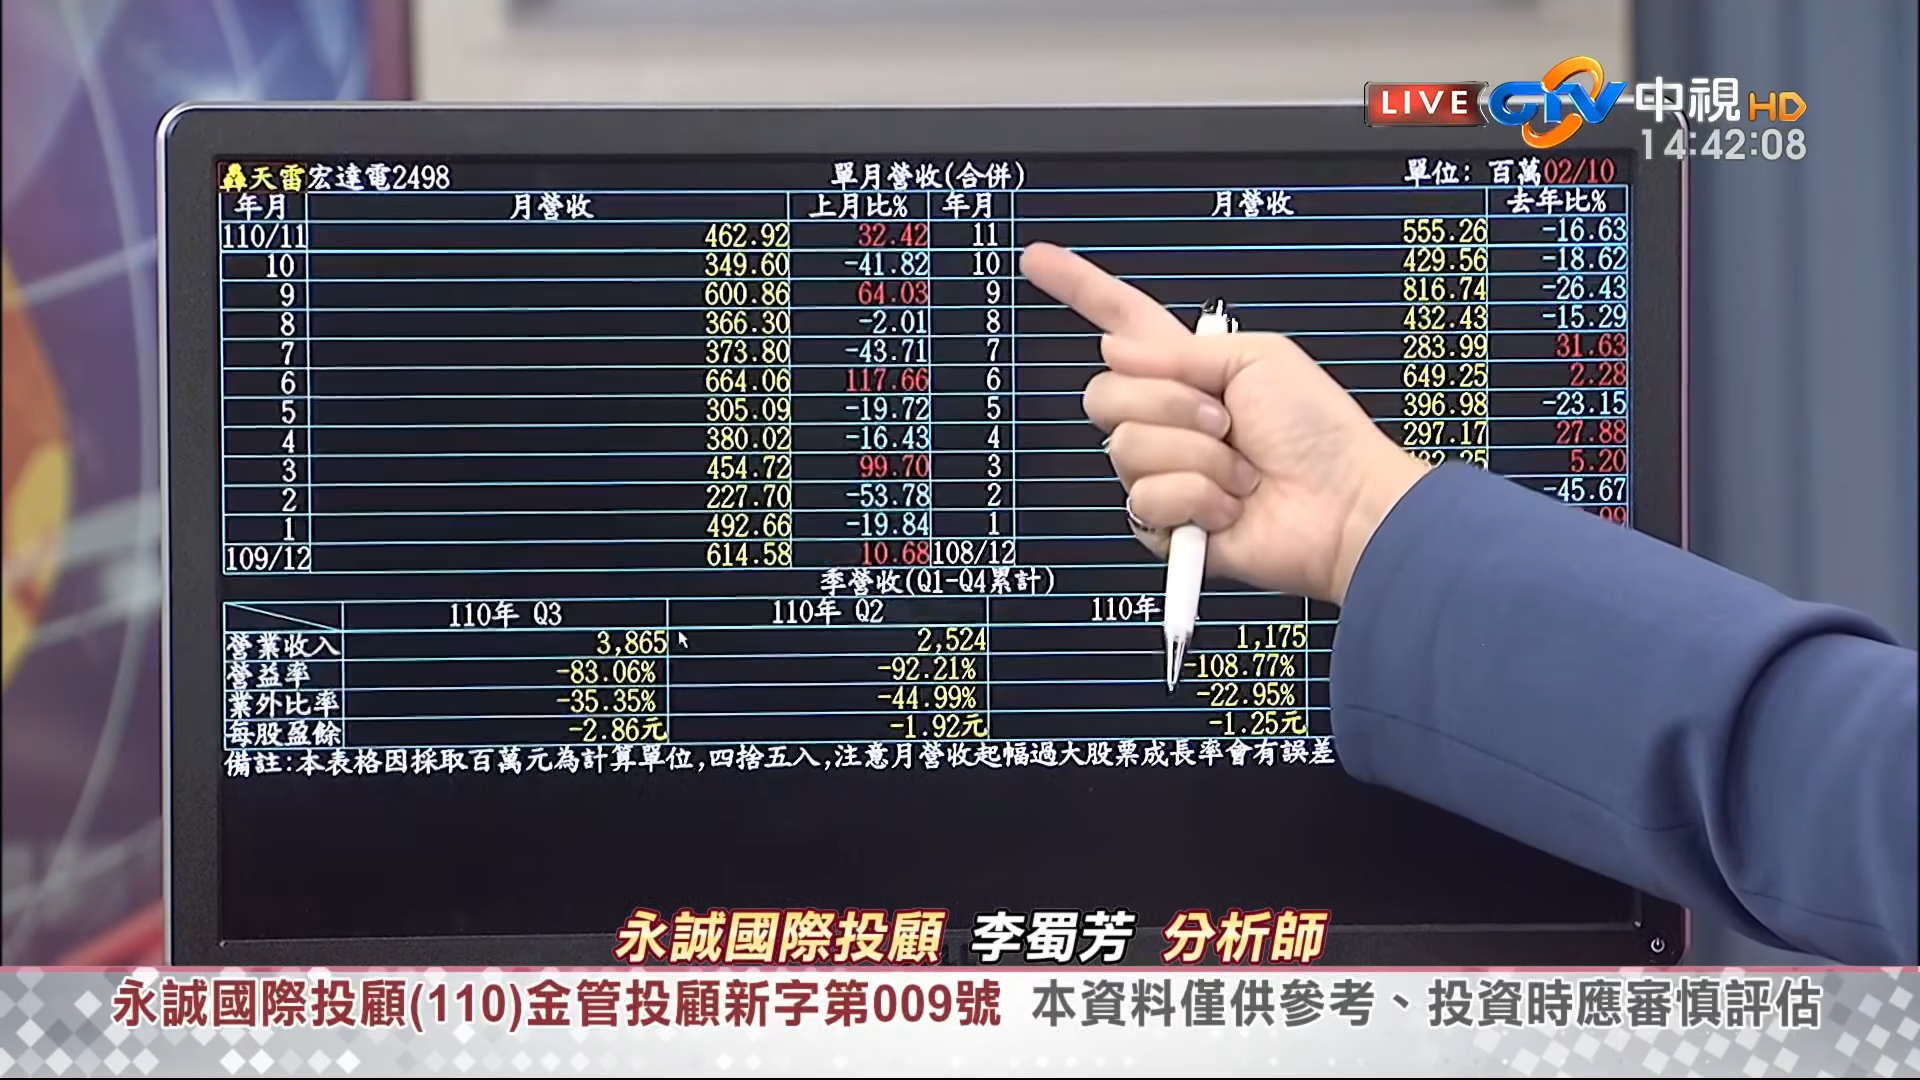 LIVE CTV 中視 HD
14:42:08
轟天雷 宏達電2498 單月營收(合併) 單位: 百萬 02/10
年月 月營收 上月比% 年月 月營收 去年比%
110/11 462.92 32.42 11 555.26 -16.63
10 349.60 -41.82 10 429.56 -18.62
9 600.86 64.03 9 816.74 -26.43
8 366.30 -2.01 8 432.43 -15.29
7 373.80 -43.71 7 283.99 31.63
6 664.06 117.66 6 649.25 2.28
5 305.09 -19.72 5 396.98 -23.15
4 380.02 -16.43 4 297.17 27.88
3 454.72 99.70 3 5.20
2 227.70 -53.78 2 -45.67
1 492.66 -19.84 1
109/12 614.58 10.68 108/12
季營收(Q1-Q4累計)
110年 Q3 110年 Q2 110年
營業收入 3,865 2,524 1,175
營益率 -83.06% -92.21% -108.77%
業外比率 -35.35% -44.99% -22.95%
每股盈餘 -2.86元 -1.92元 -1.25元
備註:本表格因採取百萬元為計算單位,四捨五入,注意月營收起幅過大股票成長率會有誤差
永誠國際投顧 李蜀芳 分析師
永誠國際投顧(110)金管投顧新字第009號 本資料僅供參考、投資時應審慎評估